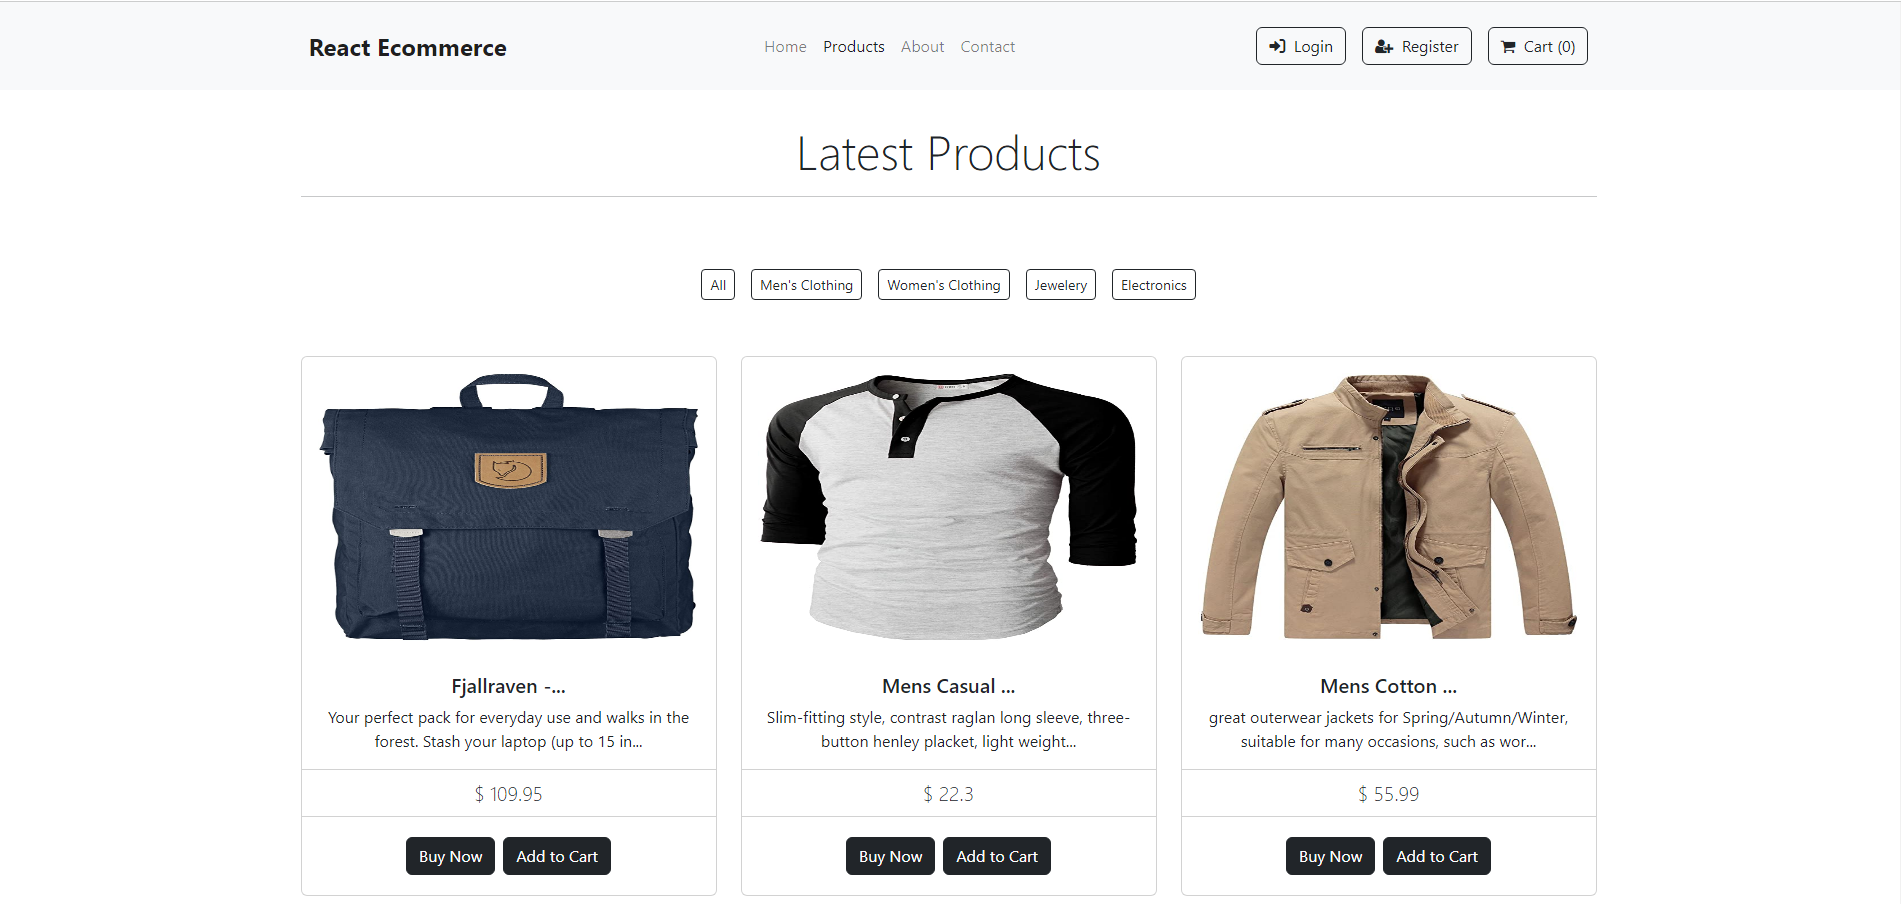 React Ecommerce
Home Products About Contact
Login Register Cart (0)
Latest Products
All Men's Clothing Women's Clothing Jewelery Electronics
Fjallraven -...
Your perfect pack for everyday use and walks in the
forest. Stash your laptop (up to 15 in...
$ 109.95
Buy Now Add to Cart
Mens Casual ...
Slim-fitting style, contrast raglan long sleeve, three-
button henley placket, light weight...
$ 22.3
Buy Now Add to Cart
Mens Cotton ...
great outerwear jackets for Spring/Autumn/Winter,
suitable for many occasions, such as wor...
$ 55.99
Buy Now Add to Cart